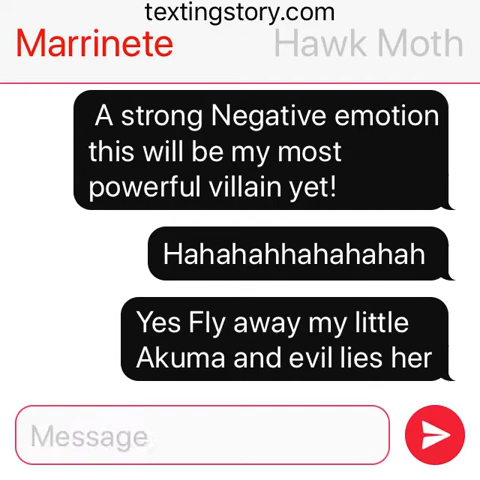 textingstory.com
Marrinete Hawk Moth
A strong Negative emotion
this will be my most
powerful villain yet!
Hahahahhahahahah
Yes Fly away my little
Akuma and evil lies her
Message